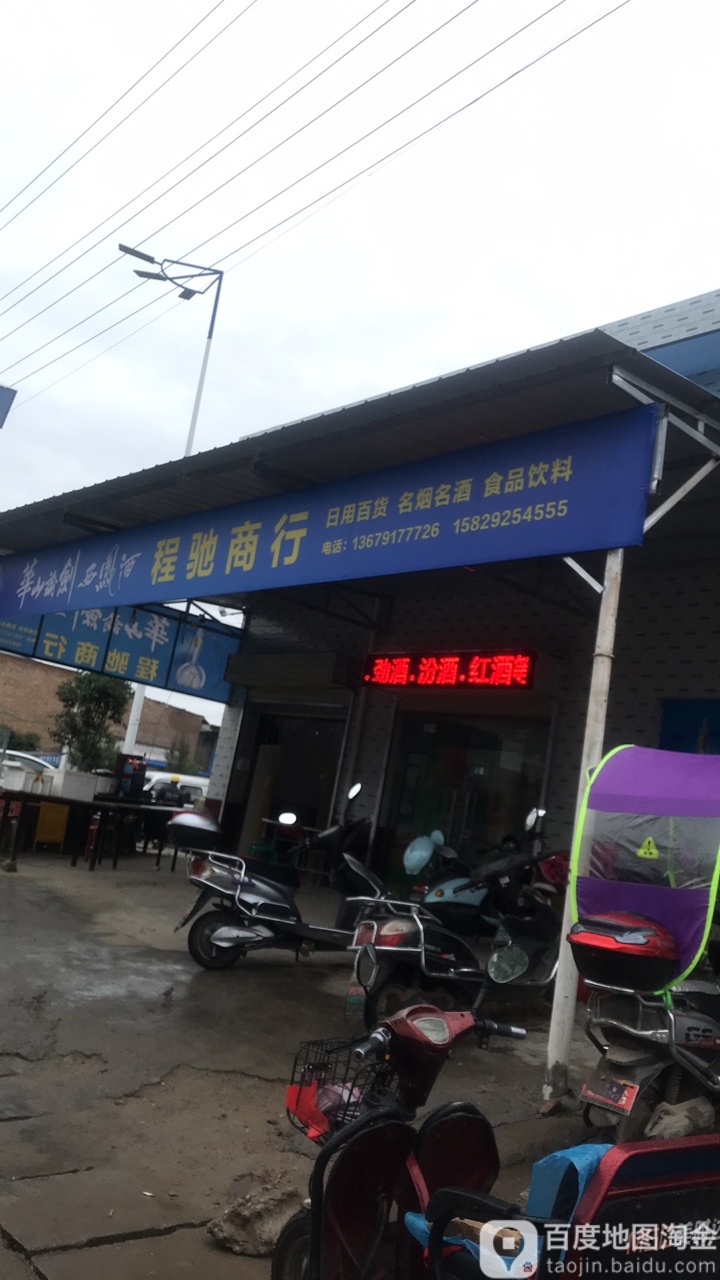 華山論劍 西鳳酒
程驰商行
日用百货 名烟名酒 食品饮料
电话：13679177726 15829254555
華山論劍
程驰商行
.劲酒.汾酒.红酒
百度地图淘金
taojin.baidu.com